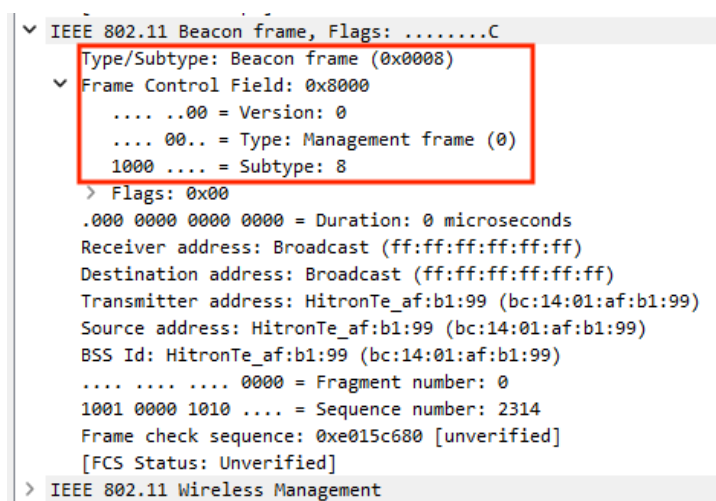 IEEE 802.11 Beacon frame, Flags: ........C
Type/Subtype: Beacon frame (0x0008)
Frame Control Field: 0x8000
.... ..00 = Version: 0
.... 00.. = Type: Management frame (0)
1000 .... = Subtype: 8
Flags: 0x00
.000 0000 0000 0000 = Duration: 0 microseconds
Receiver address: Broadcast (ff:ff:ff:ff:ff:ff)
Destination address: Broadcast (ff:ff:ff:ff:ff:ff)
Transmitter address: HitronTe_af:b1:99 (bc:14:01:af:b1:99)
Source address: HitronTe_af:b1:99 (bc:14:01:af:b1:99)
BSS Id: HitronTe_af:b1:99 (bc:14:01:af:b1:99)
.... .... .... 0000 = Fragment number: 0
1001 0000 1010 .... = Sequence number: 2314
Frame check sequence: 0xe015c680 [unverified]
[FCS Status: Unverified]
IEEE 802.11 Wireless Management